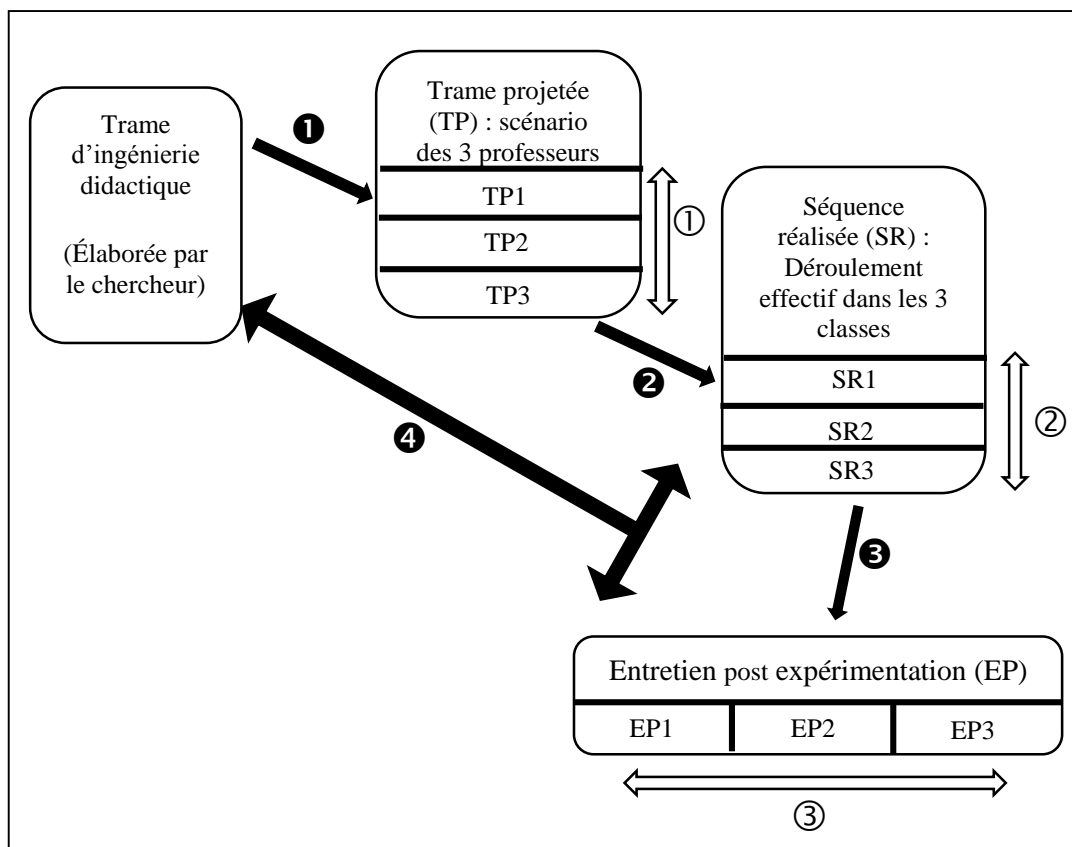 Trame
d'ingénierie
didactique
(Élaborée par
le chercheur)
❶
Trame projetée
(TP) : scénario
des 3 professeurs
TP1
TP2
TP3
①
❷
Séquence
réalisée (SR) :
Déroulement
effectif dans les 3
classes
SR1
SR2
SR3
②
❹
❸
Entretien post expérimentation (EP)
EP1 EP2 EP3
③